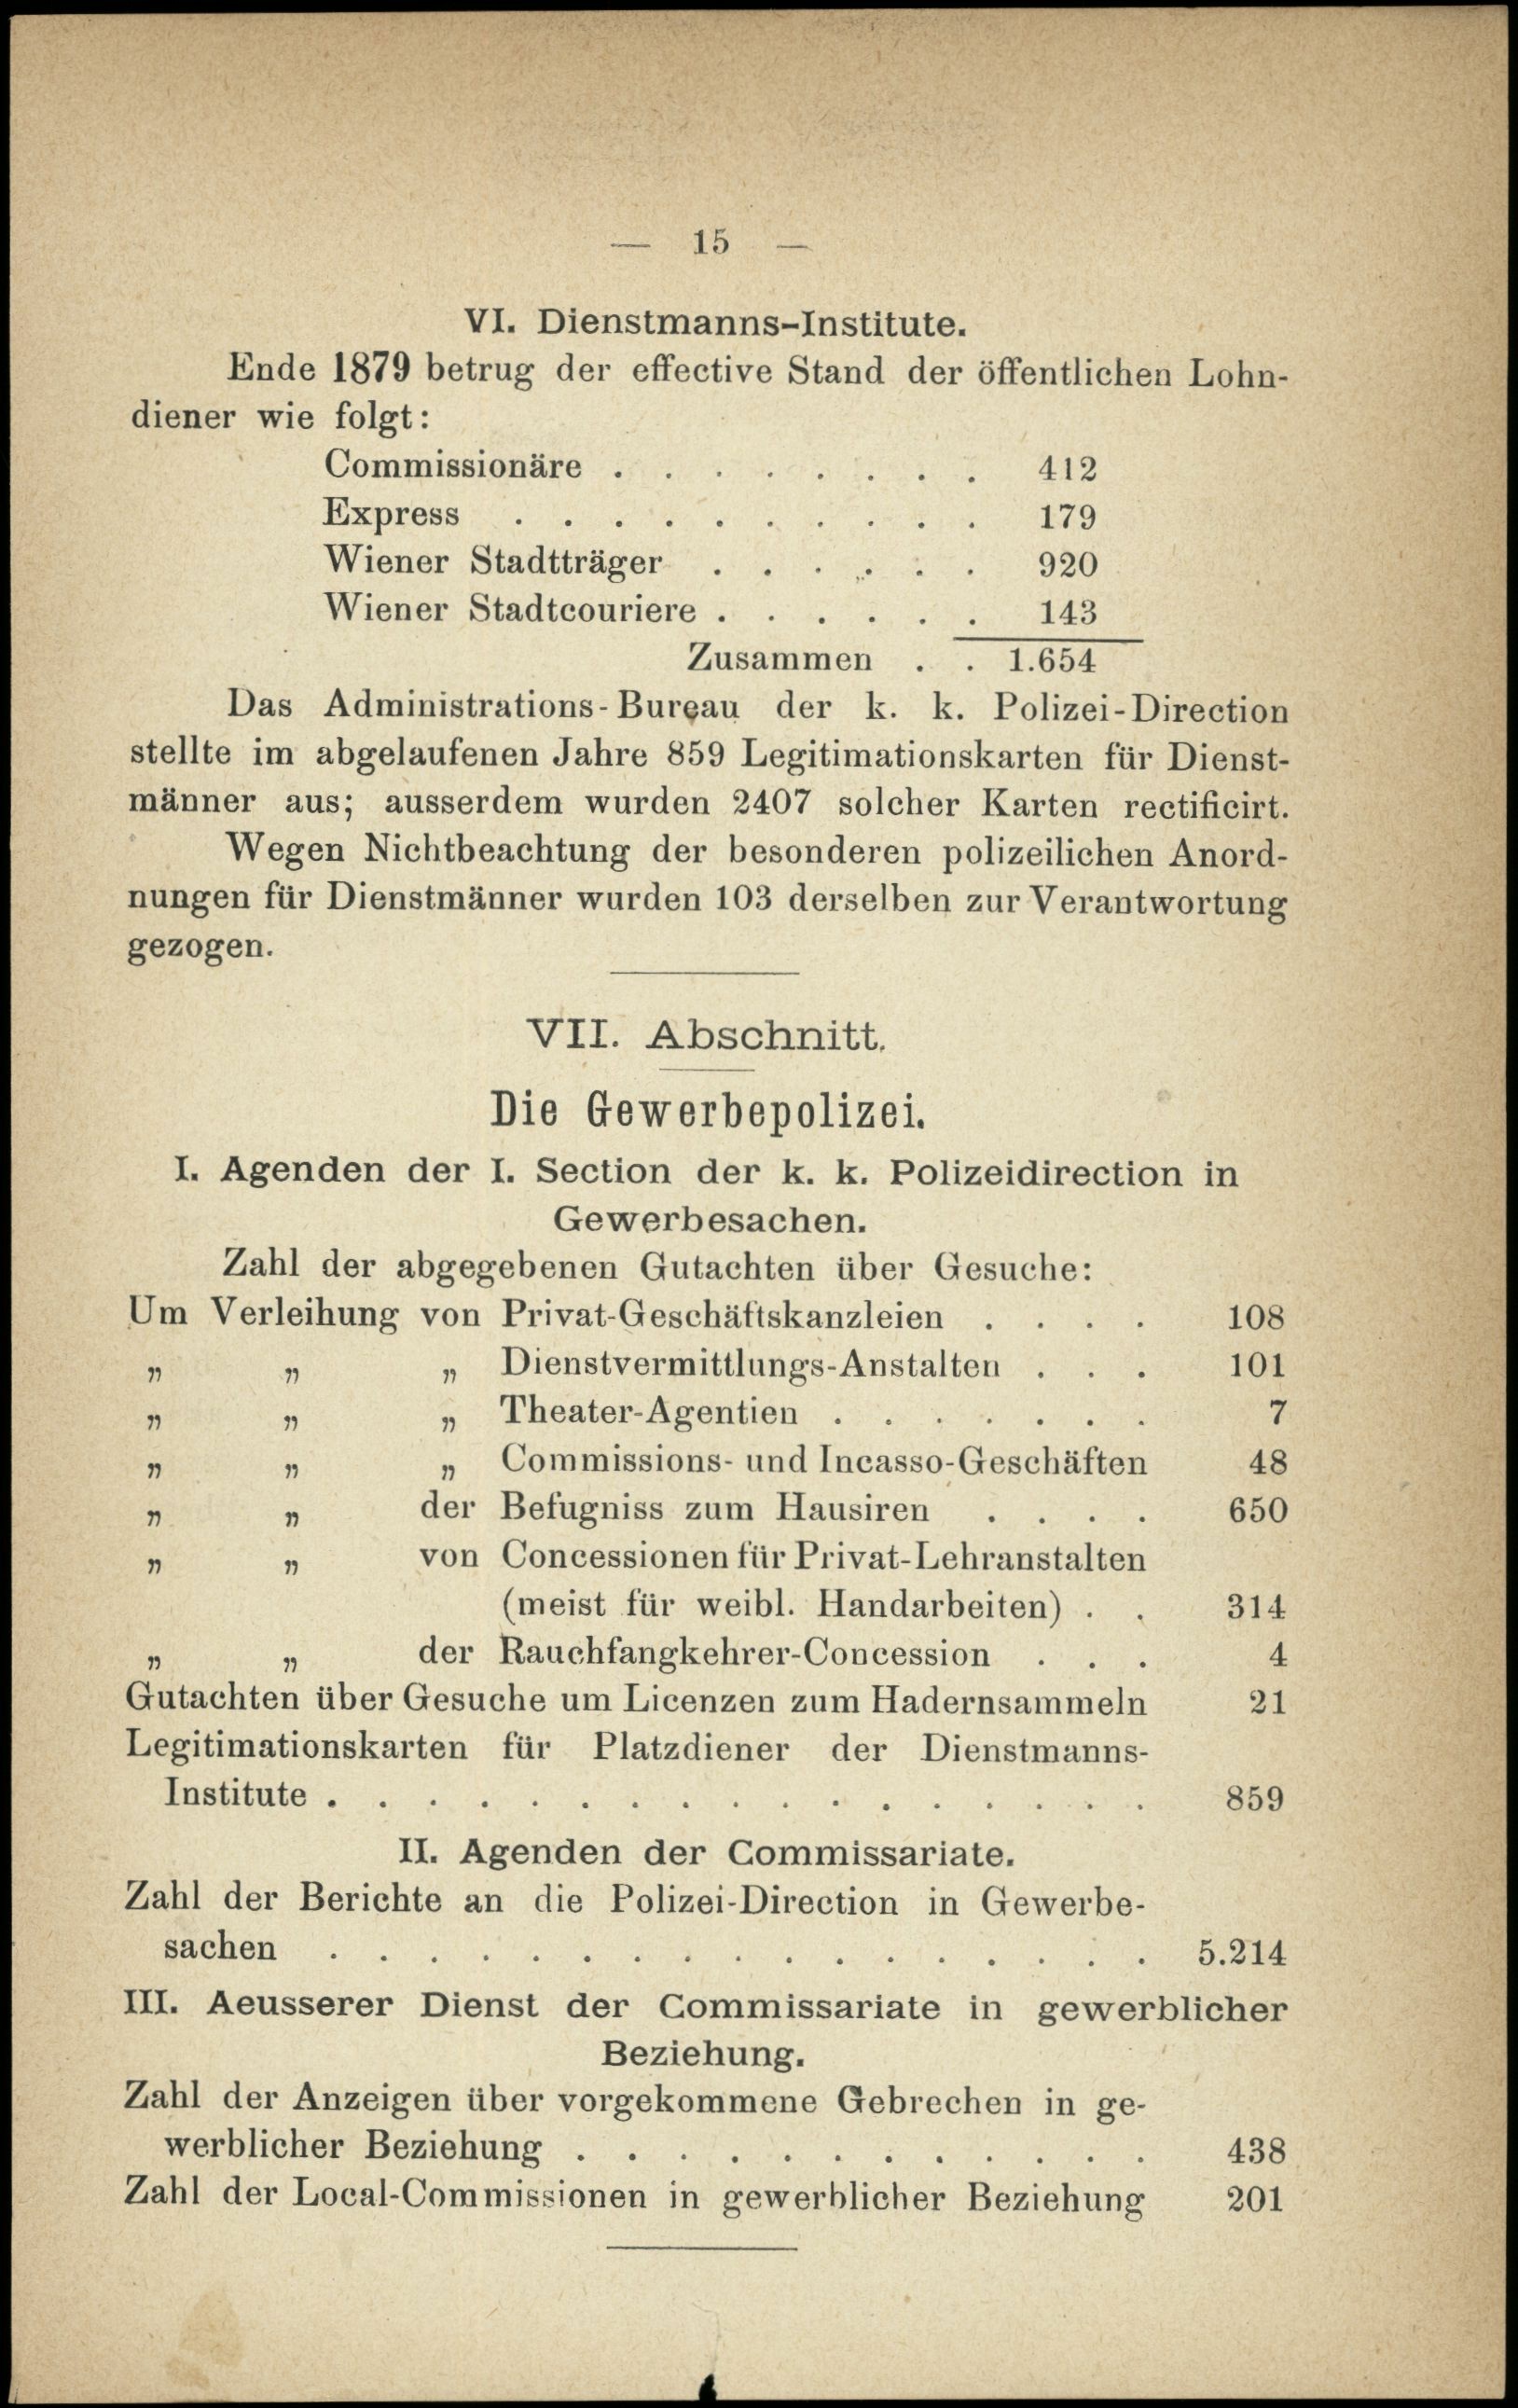 — 15 —
VI. Dienstmanns-Institute.
Ende 1879 betrug der effective Stand der öffentlichen Lohn-
diener wie folgt:
Commissionäre . . . . . . . . 412
Express . . . . . . . . . . 179
Wiener Stadtträger . . . . . . 920
Wiener Stadtcouriere . . . . . . 143
Zusammen . . 1.654
Das Administrations-Bureau der k. k. Polizei-Direction
stellte im abgelaufenen Jahre 859 Legitimationskarten für Dienst-
männer aus; ausserdem wurden 2407 solcher Karten rectificirt.
Wegen Nichtbeachtung der besonderen polizeilichen Anord-
nungen für Dienstmänner wurden 103 derselben zur Verantwortung
gezogen.
VII. Abschnitt.
Die Gewerbepolizei.
I. Agenden der I. Section der k. k. Polizeidirection in
Gewerbesachen.
Zahl der abgegebenen Gutachten über Gesuche:
Um Verleihung von Privat-Geschäftskanzleien . . . . 108
„ „ „ Dienstvermittlungs-Anstalten . . . 101
„ „ „ Theater-Agentien . . . . . . . 7
„ „ „ Commissions- und Incasso-Geschäften 48
„ „ der Befugniss zum Hausiren . . . . 650
„ „ von Concessionen für Privat-Lehranstalten
(meist für weibl. Handarbeiten) . . 314
„ „ der Rauchfangkehrer-Concession . . . 4
Gutachten über Gesuche um Licenzen zum Hadernsammeln 21
Legitimationskarten für Platzdiener der Dienstmanns-
Institute . . . . . . . . . . . . . . . . . 859
II. Agenden der Commissariate.
Zahl der Berichte an die Polizei-Direction in Gewerbe-
sachen . . . . . . . . . . . . . . . . . 5.214
III. Aeusserer Dienst der Commissariate in gewerblicher
Beziehung.
Zahl der Anzeigen über vorgekommene Gebrechen in ge-
werblicher Beziehung . . . . . . . . . . . . 438
Zahl der Local-Commissionen in gewerblicher Beziehung 201